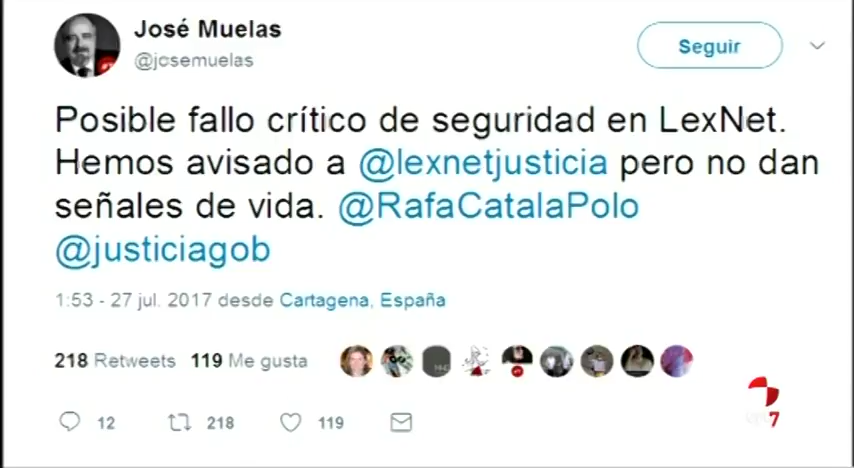 José Muelas
@josemuelas
Seguir
Posible fallo crítico de seguridad en LexNet.
Hemos avisado a @lexnetjusticia pero no dan
señales de vida. @RafaCatalaPolo
@justiciagob
1:53 - 27 jul. 2017 desde Cartagena, España
218 Retweets 119 Me gusta
12 218 119
7